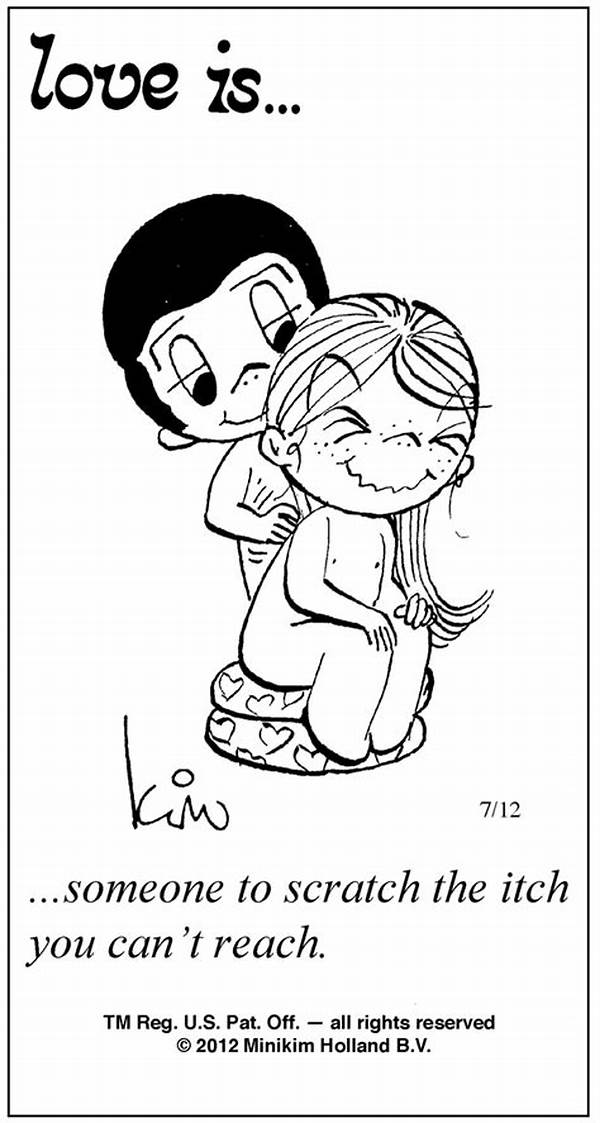 love is...
kim
7/12
...someone to scratch the itch
you can't reach.
TM Reg. U.S. Pat. Off. — all rights reserved
© 2012 Minikim Holland B.V.